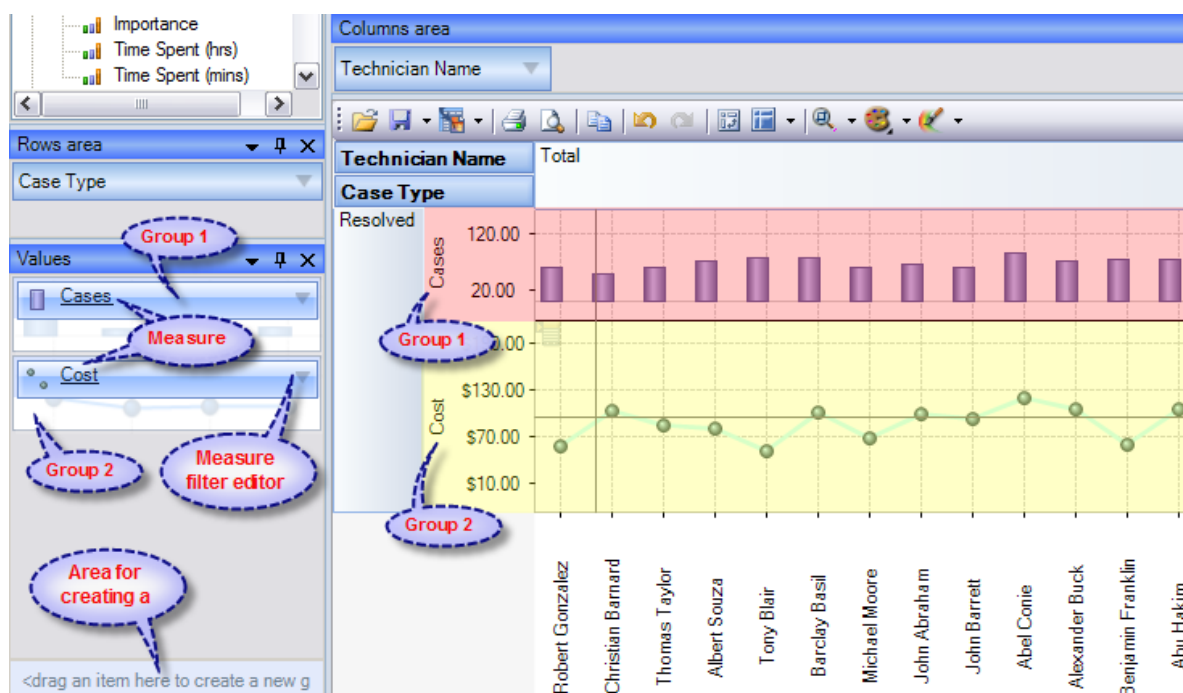 Importance
Time Spent (hrs)
Time Spent (mins)
Rows area
Case Type
Group 1
Values
Cases
Measure
Cost
Group 2
Measure
filter editor
Area for
creating a
<drag an item here to create a new g
Columns area
Technician Name
Technician Name
Total
Case Type
Resolved
Cases
120.00
20.00
Group 1
0.00
Cost
$130.00
$70.00
$10.00
Group 2
Robert Gonzalez
Christian Barnard
Thomas Taylor
Albert Souza
Tony Blair
Barclay Basil
Michael Moore
John Abraham
John Barrett
Abel Conie
Alexander Buck
Benjamin Franklin
Abu Hakim